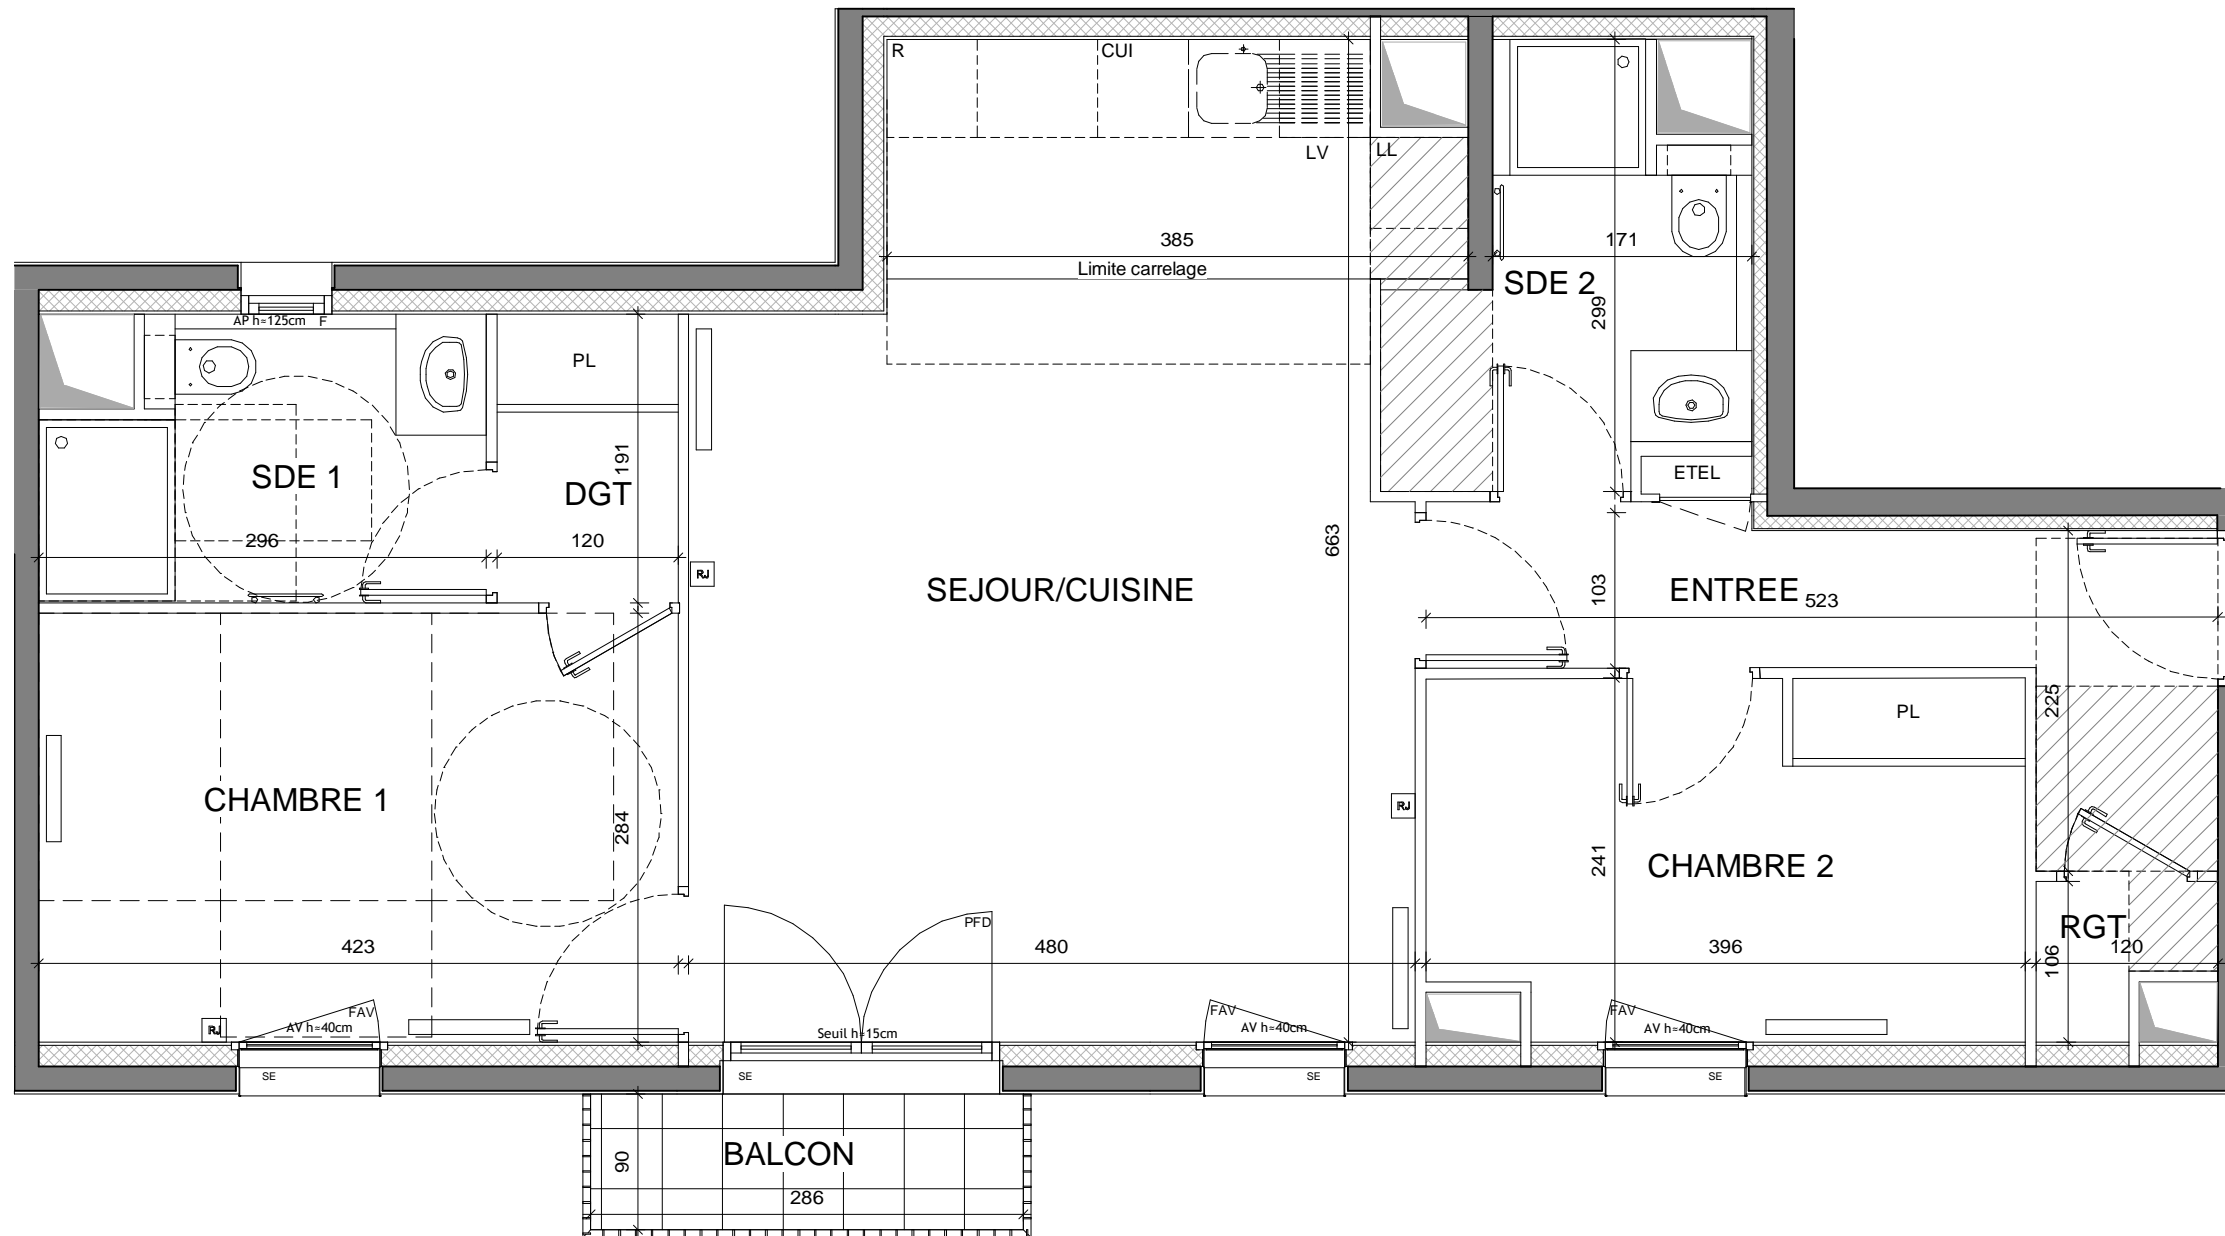 R
CUI
LV
LL
385
171
Limite carrelage
SDE 2
299
AP h=125cm
F
PL
SDE 1
191
DGT
ETEL
296
120
663
RJ
SEJOUR/CUISINE
103
ENTREE
523
225
PL
CHAMBRE 1
284
RJ
241
CHAMBRE 2
RGT
PFD
423
480
396
106
120
RJ
FAV
AV h=40cm
Seuil h=15cm
FAV
AV h=40cm
FAV
AV h=40cm
SE
SE
SE
SE
90
BALCON
286